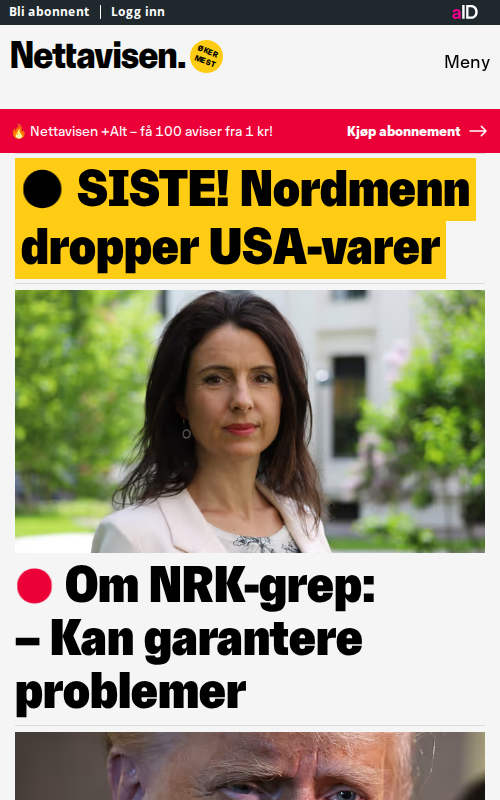 Bli abonnent | Logg inn
aID
Nettavisen.
ØKER
MEST
Meny
🔥 Nettavisen +Alt – få 100 aviser fra 1 kr!
Kjøp abonnement →
● SISTE! Nordmenn
dropper USA-varer
Om NRK-grep:
– Kan garantere
problemer